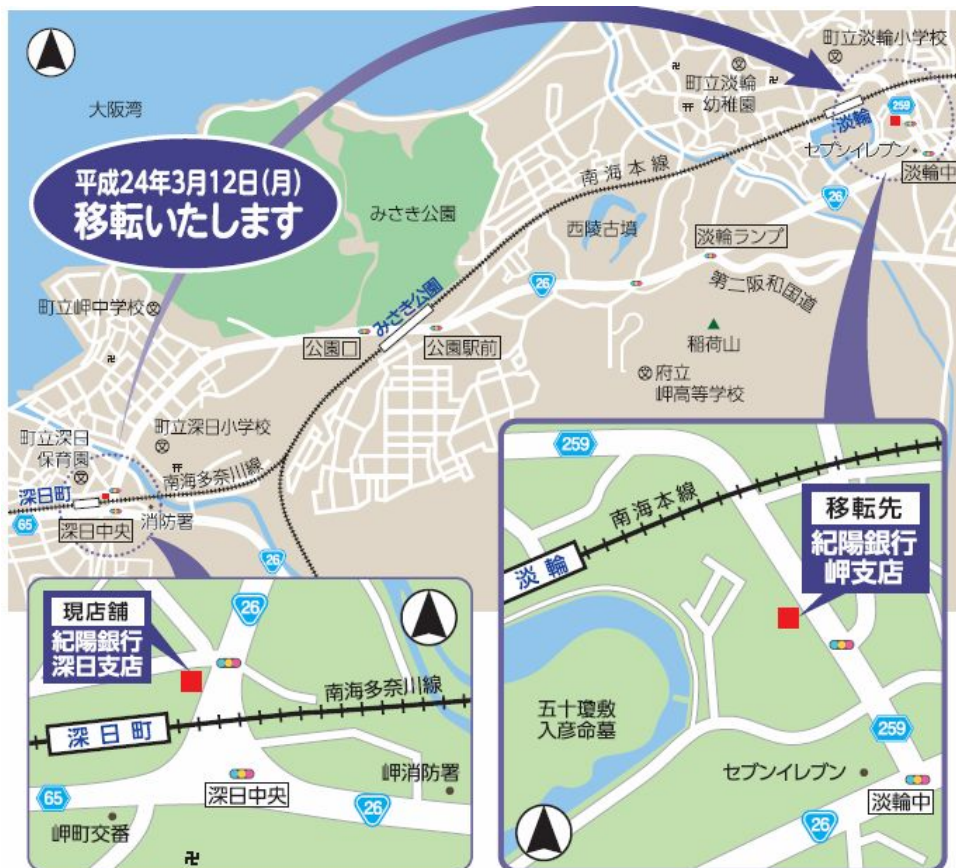 町立淡輪小学校
町立淡輪
幼稚園
大阪湾
259
淡輪
セブンイレブン
淡輪中
南海本線
平成24年3月12日(月)
移転いたします
みさき公園
26
西陵古墳
淡輪ランプ
26
第二阪和国道
町立岬中学校
みさき公園
公園口
公園駅前
稲荷山
府立
岬高等学校
町立深日小学校
町立深日
保育園
南海多奈川線
深日町
65
深日中央
消防署
26
259
南海本線
移転先
紀陽銀行
岬支店
淡輪
五十瓊敷
入彦命墓
259
セブンイレブン
淡輪中
26
26
現店舗
紀陽銀行
深日支店
南海多奈川線
深日町
岬消防署
65
深日中央
26
岬町交番